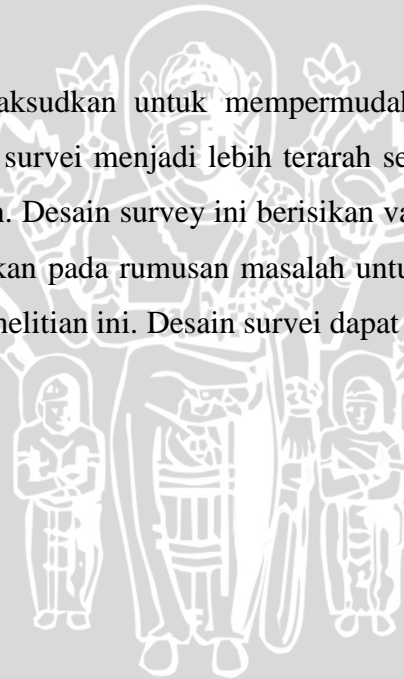 aksudkan untuk mempermudah
survei menjadi lebih terarah se
n. Desain survey ini berisikan va
kan pada rumusan masalah untu
nelitian ini. Desain survei dapat